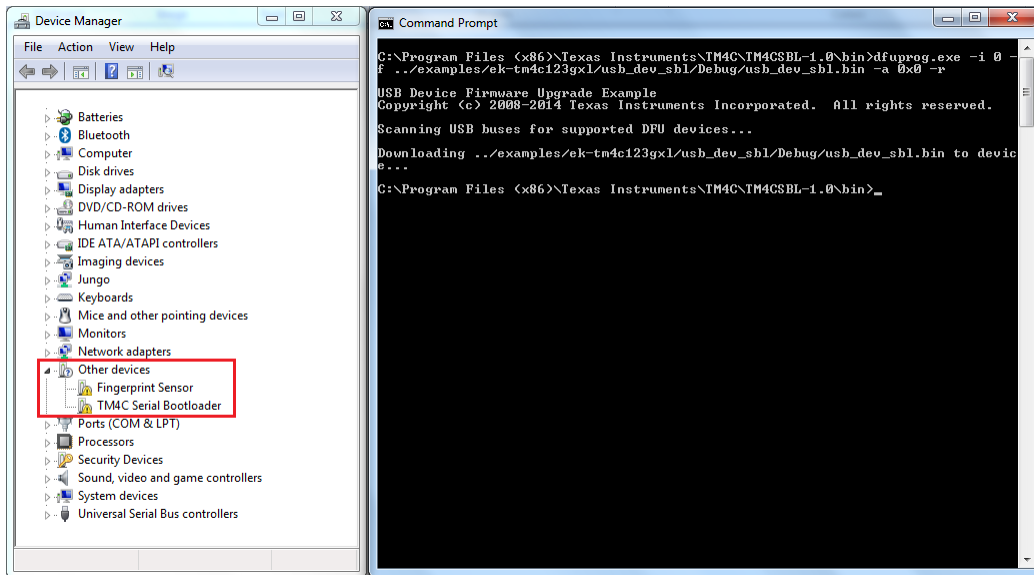 Device Manager
File Action View Help
Batteries
Bluetooth
Computer
Disk drives
Display adapters
DVD/CD-ROM drives
Human Interface Devices
IDE ATA/ATAPI controllers
Imaging devices
Jungo
Keyboards
Mice and other pointing devices
Monitors
Network adapters
Other devices
Fingerprint Sensor
TM4C Serial Bootloader
Ports (COM & LPT)
Processors
Security Devices
Sound, video and game controllers
System devices
Universal Serial Bus controllers
Command Prompt
C:\Program Files (x86)\Texas Instruments\TM4C\TM4CSBL-1.0\bin>dfuprog.exe -i 0 -
f ../examples/ek-tm4c123gxl/usb_dev_sbl/Debug/usb_dev_sbl.bin -a 0x0 -r
USB Device Firmware Upgrade Example
Copyright (c) 2008-2014 Texas Instruments Incorporated.  All rights reserved.
Scanning USB buses for supported DFU devices...
Downloading ../examples/ek-tm4c123gxl/usb_dev_sbl/Debug/usb_dev_sbl.bin to devic
e...
C:\Program Files (x86)\Texas Instruments\TM4C\TM4CSBL-1.0\bin>_